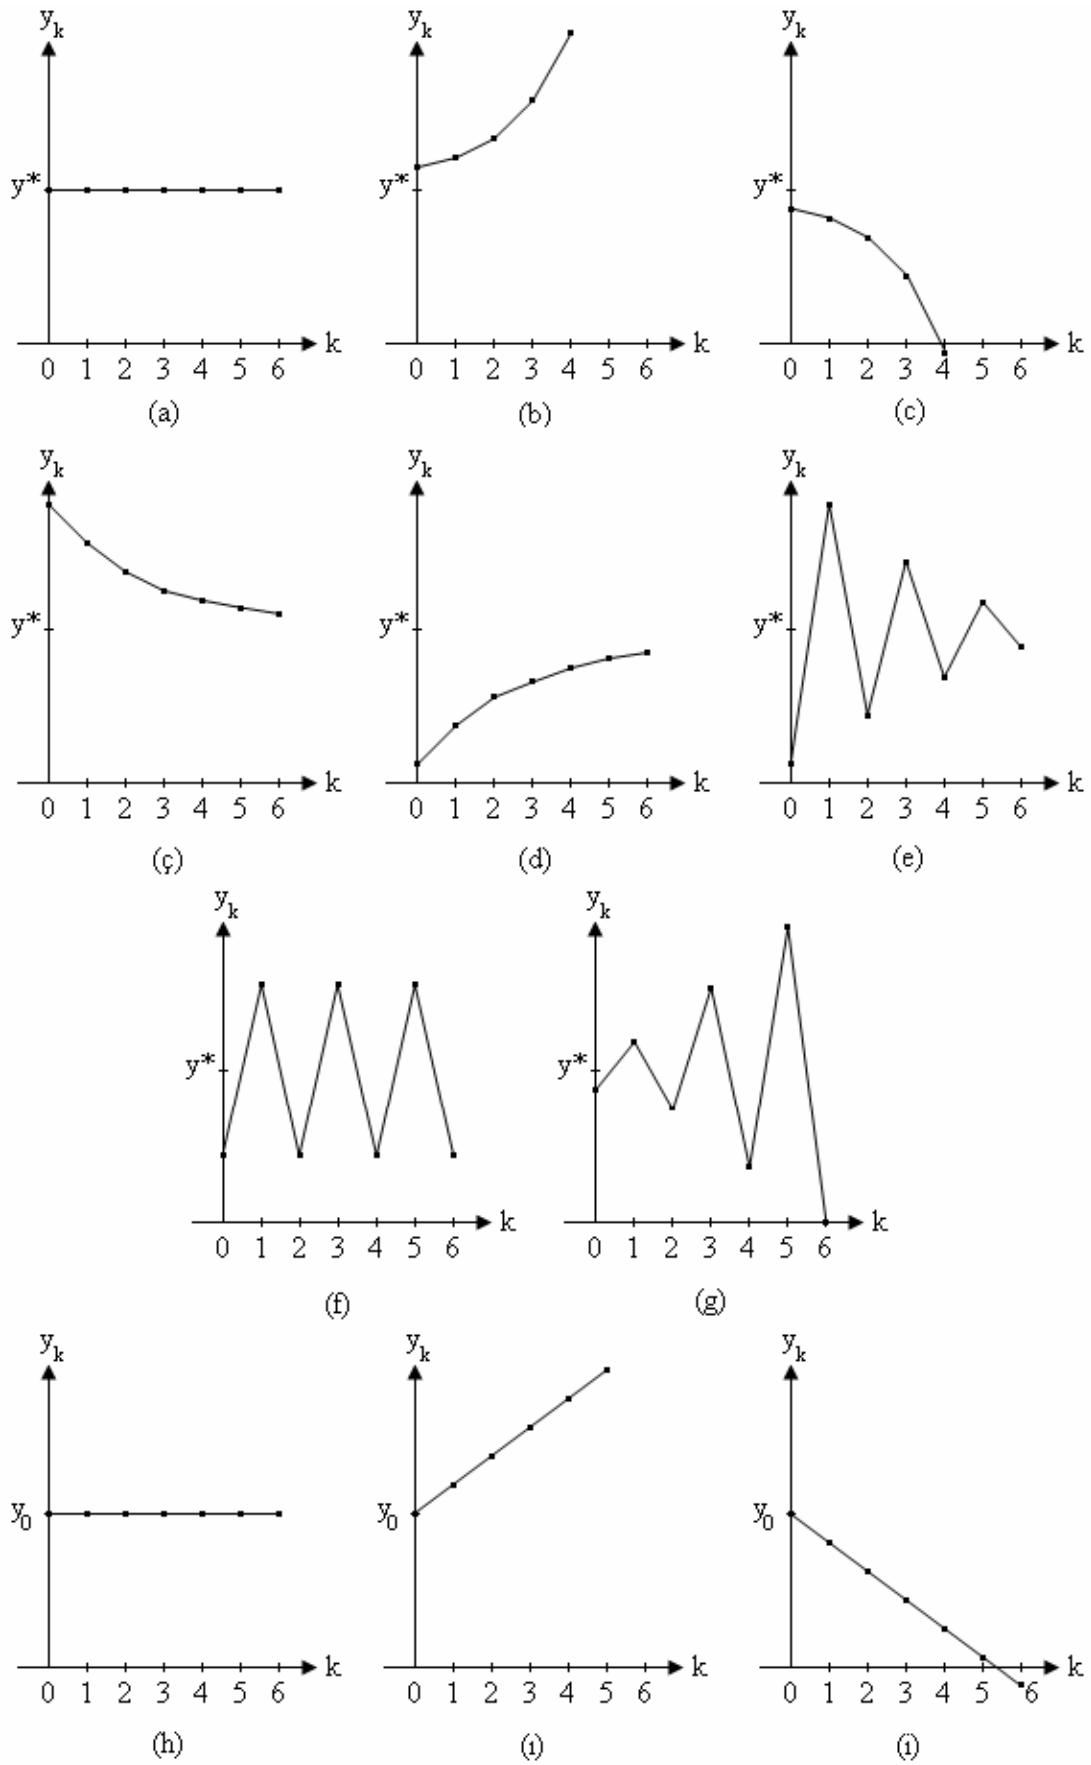 y_k y_k y_k
y* y* y*
k k k
0 1 2 3 4 5 6 0 1 2 3 4 5 6 0 1 2 3 4 5 6
(a) (b) (c)
y_k y_k y_k
y* y* y*
k k k
0 1 2 3 4 5 6 0 1 2 3 4 5 6 0 1 2 3 4 5 6
(ç) (d) (e)
y_k y_k
y* y*
k k
0 1 2 3 4 5 6 0 1 2 3 4 5 6
(f) (g)
y_k y_k y_k
y_0 y_0 y_0
k k k
0 1 2 3 4 5 6 0 1 2 3 4 5 6 0 1 2 3 4 5 6
(h) (ı) (ı)